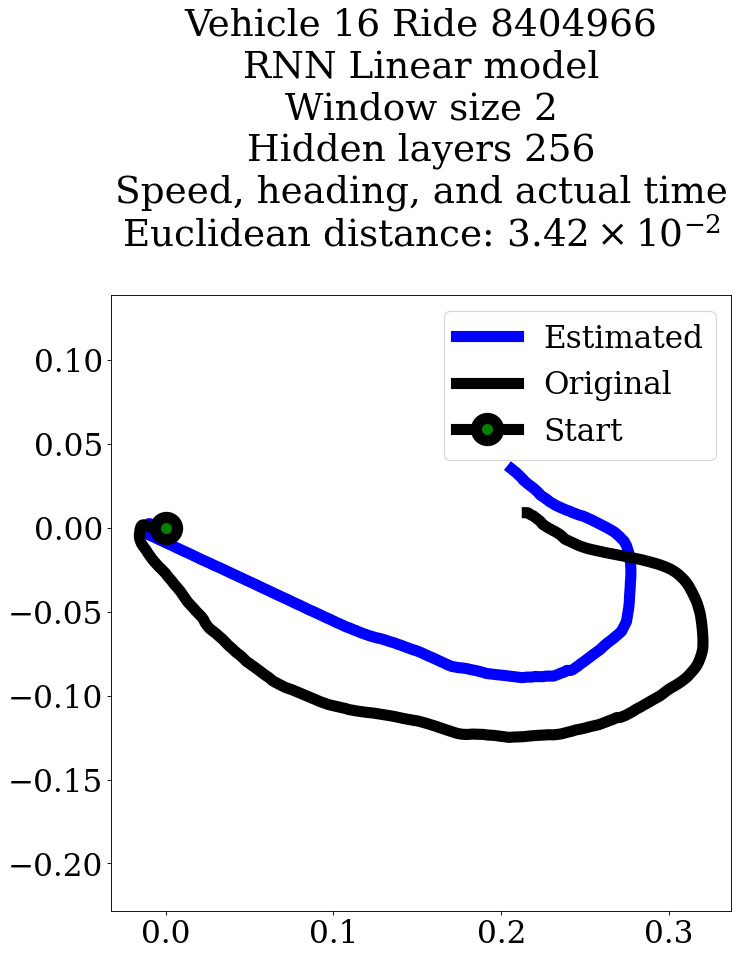 Vehicle 16 Ride 8404966
RNN Linear model
Window size 2
Hidden layers 256
Speed, heading, and actual time
Euclidean distance: 3.42 × 10⁻²
Estimated
Original
Start
0.10
0.05
0.00
−0.05
−0.10
−0.15
−0.20
0.0 0.1 0.2 0.3